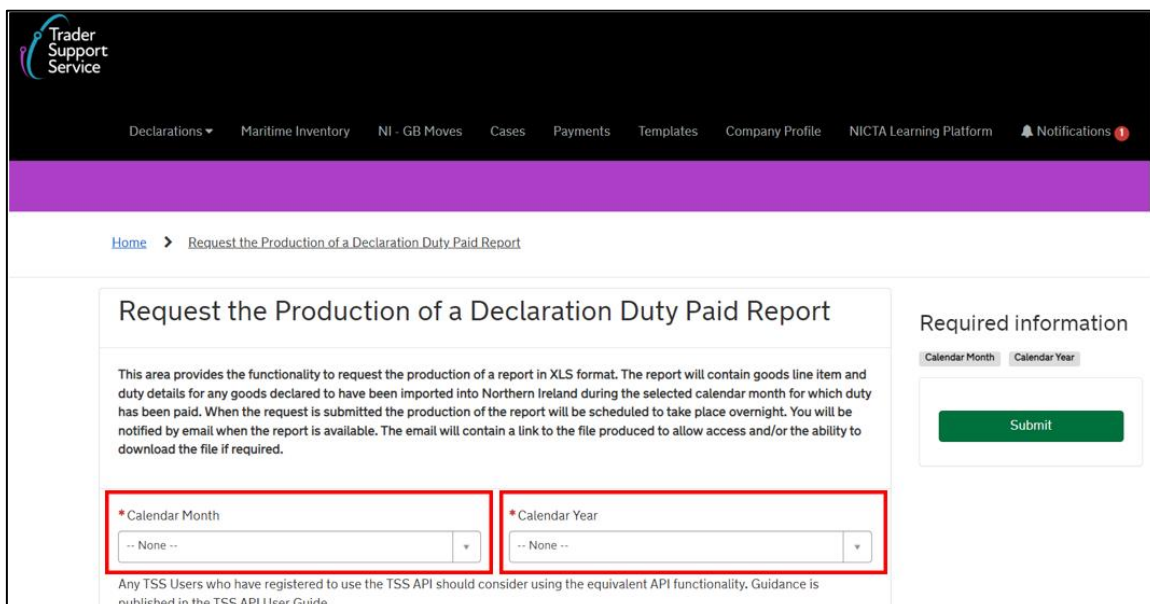 Trader
Support
Service
Declarations Maritime Inventory NI - GB Moves Cases Payments Templates Company Profile NICTA Learning Platform Notifications 1
Home > Request the Production of a Declaration Duty Paid Report
Request the Production of a Declaration Duty Paid Report
This area provides the functionality to request the production of a report in XLS format. The report will contain goods line item and
duty details for any goods declared to have been imported into Northern Ireland during the selected calendar month for which duty
has been paid. When the request is submitted the production of the report will be scheduled to take place overnight. You will be
notified by email when the report is available. The email will contain a link to the file produced to allow access and/or the ability to
download the file if required.
*Calendar Month
-- None --
*Calendar Year
-- None --
Any TSS Users who have registered to use the TSS API should consider using the equivalent API functionality. Guidance is
published in the TSS API User Guide
Required information
Calendar Month Calendar Year
Submit